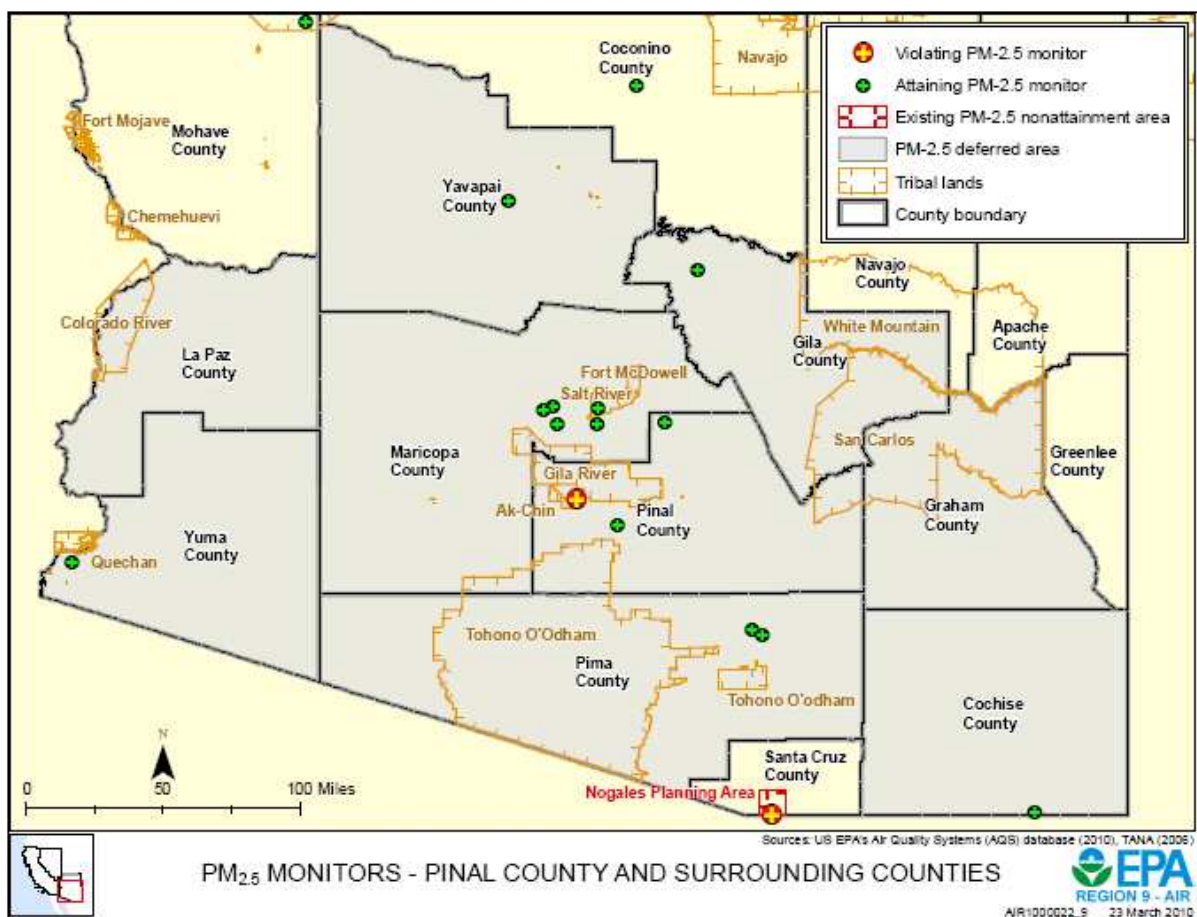 Coconino
County
Navajo
Violating PM-2.5 monitor
Attaining PM-2.5 monitor
Existing PM-2.5 nonattainment area
PM-2.5 deferred area
Tribal lands
County boundary
Fort Mojave
Mohave
County
Yavapai
County
Chemehuevi
Navajo
County
Colorado River
White Mountain
Apache
County
La Paz
County
Gila
County
Fort McDowell
Salt River
Maricopa
County
San Carlos
Greenlee
County
Gila River
Ak-Chin
Pinal
County
Graham
County
Yuma
County
Quechan
Tohono O'Odham
Pima
County
Tohono O'odham
Cochise
County
N
Santa Cruz
County
0 50 100 Miles
Nogales Planning Area
Sources: US EPA's Air Quality Systems (AQS) database (2010), TANA (2006)
PM2.5 MONITORS - PINAL COUNTY AND SURROUNDING COUNTIES
EPA
REGION 9 - AIR
AIR1000022_9 23 March 2010